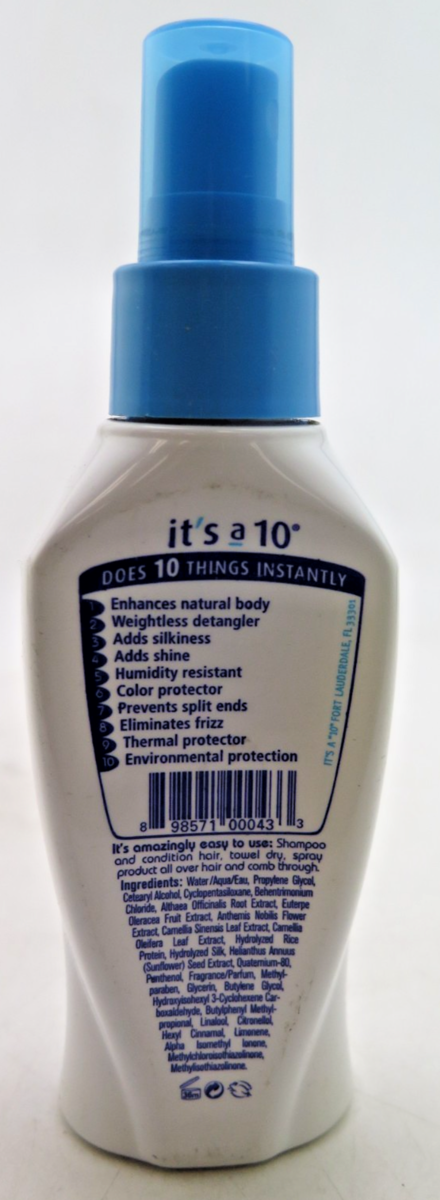 it's a 10®
DOES 10 THINGS INSTANTLY
1 Enhances natural body
2 Weightless detangler
3 Adds silkiness
4 Adds shine
5 Humidity resistant
6 Color protector
7 Prevents split ends
8 Eliminates frizz
9 Thermal protector
10 Environmental protection
IT'S A "10" FORT LAUDERDALE, FL 33301
8 98571 00043 3
It's amazingly easy to use: Shampoo
and condition hair, towel dry, spray
product all over hair and comb through.
Ingredients: Water/Aqua/Eau, Propylene Glycol,
Cetearyl Alcohol, Cyclopentasiloxane, Behentrimonium
Chloride, Althaea Officinalis Root Extract, Euterpe
Oleracea Fruit Extract, Anthemis Nobilis Flower
Extract, Camellia Sinensis Leaf Extract, Camellia
Oleifera Leaf Extract, Hydrolyzed Rice
Protein, Hydrolyzed Silk, Helianthus Annuus
(Sunflower) Seed Extract, Quaternium-80,
Panthenol, Fragrance/Parfum, Methyl-
paraben, Glycerin, Butylene Glycol,
Hydroxyisohexyl 3-Cyclohexene Car-
boxaldehyde, Butylphenyl Methyl-
propional, Linalool, Citronellol,
Hexyl Cinnamal, Limonene,
Alpha Isomethyl Ionone,
Methylchloroisothiazolinone,
Methylisothiazolinone.